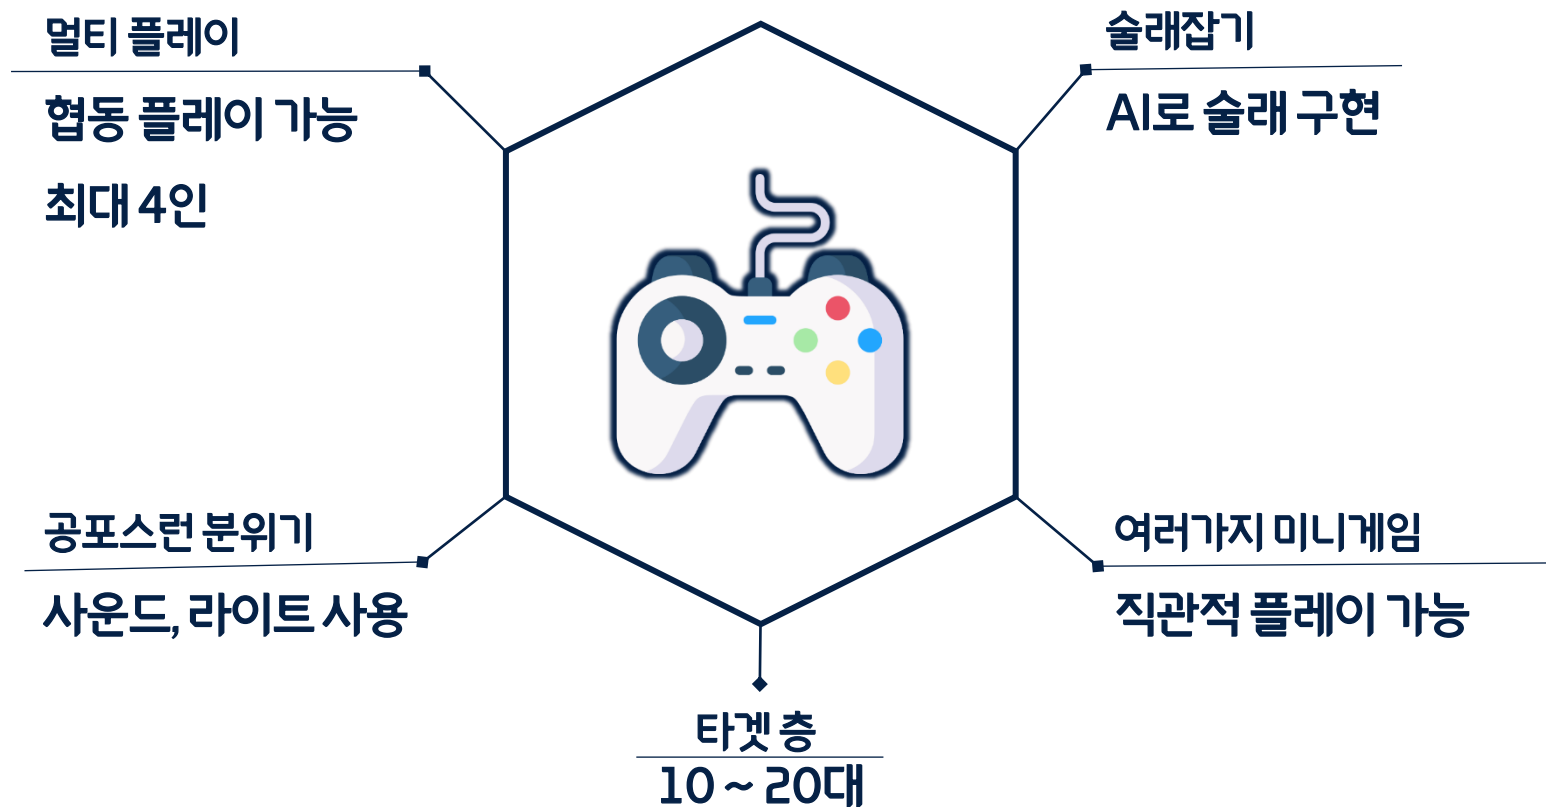 멀티 플레이
협동 플레이 가능
최대 4인
술래잡기
AI로 술래 구현
공포스런 분위기
사운드, 라이트 사용
여러가지 미니게임
직관적 플레이 가능
타겟 층
10 ~ 20대